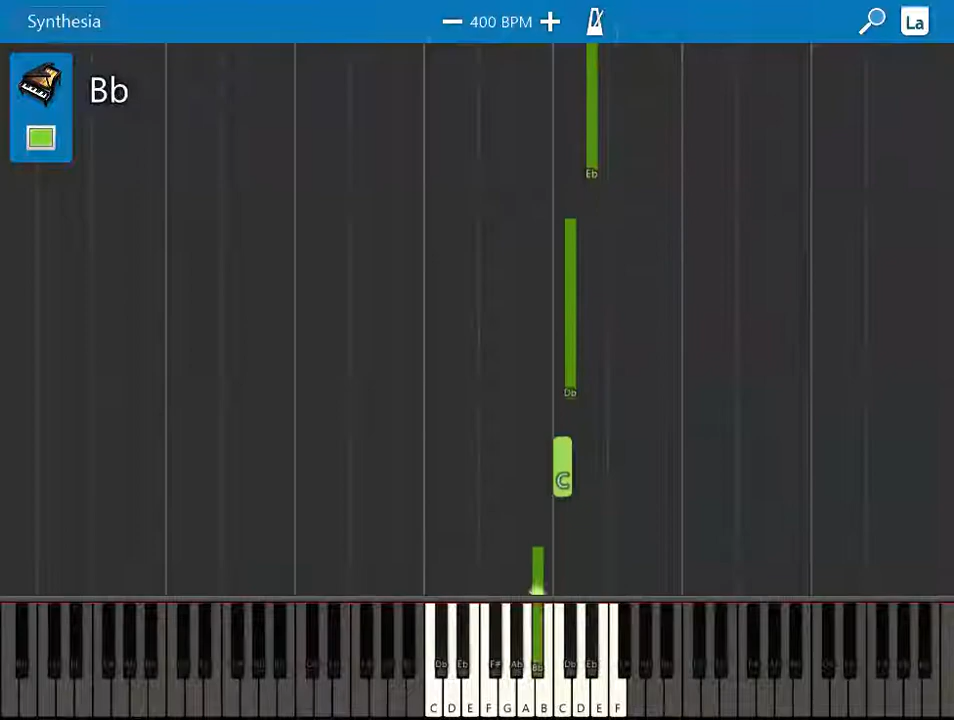 Synthesia
400 BPM
La
Bb
Eb
Db
C
Db Eb F# Ab Bb Db Eb
C D E F G A B C D E F